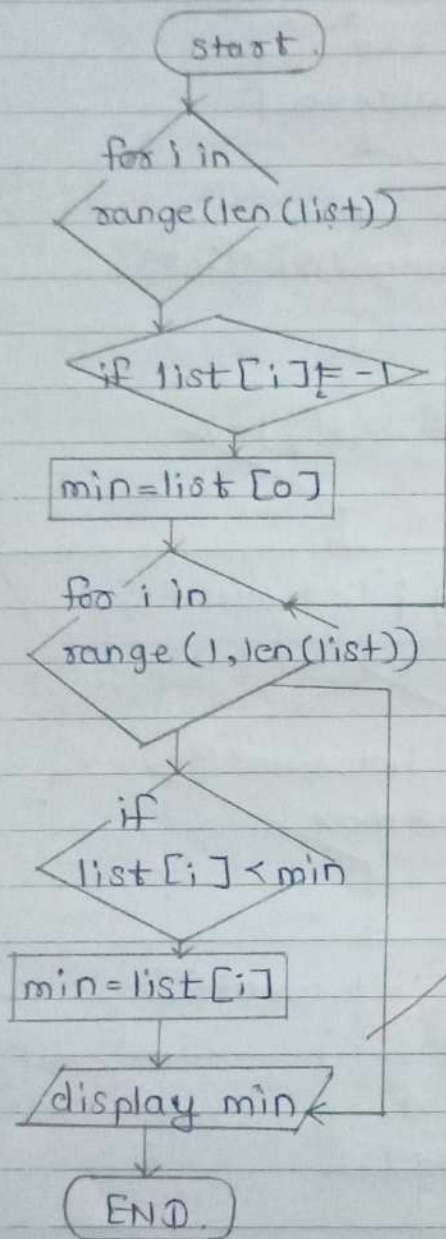 start.
for i in
range(len(list))
if list[i]!= -1
min=list[0]
for i in
range(1,len(list))
if
list[i]<min
min=list[i]
display min
END.